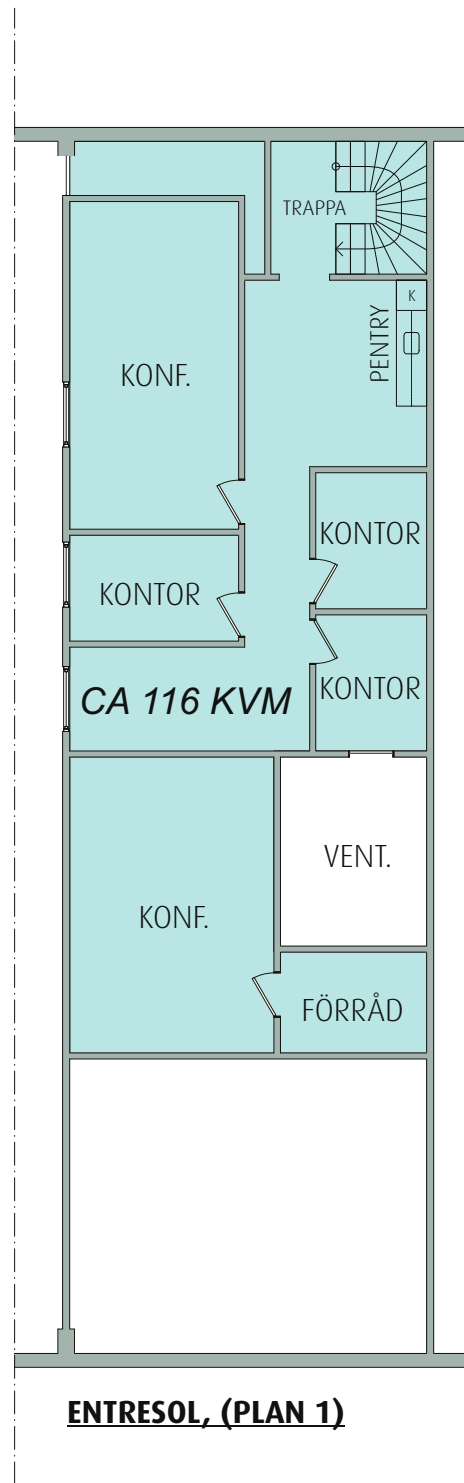 TRAPPA
K
PENTRY
KONF.
KONTOR
KONTOR
CA 116 KVM
KONTOR
VENT.
KONF.
FÖRRÅD
ENTRESOL, (PLAN 1)